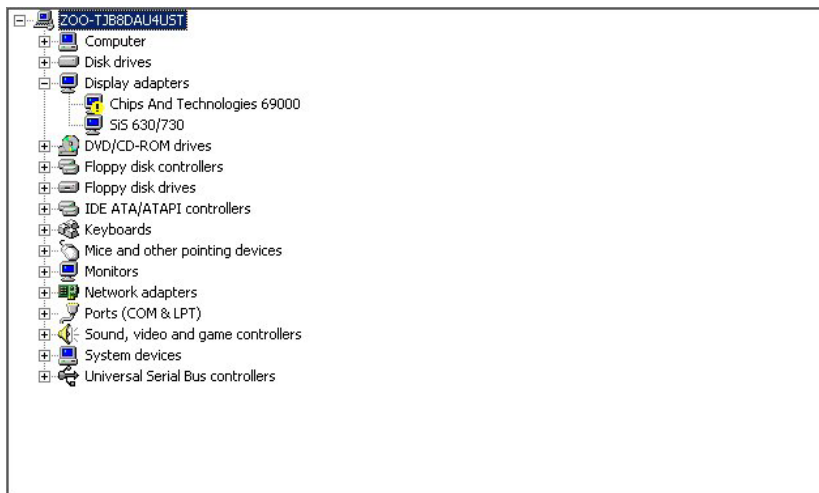 ZOO-TJB8DAU4UST
Computer
Disk drives
Display adapters
Chips And Technologies 69000
SiS 630/730
DVD/CD-ROM drives
Floppy disk controllers
Floppy disk drives
IDE ATA/ATAPI controllers
Keyboards
Mice and other pointing devices
Monitors
Network adapters
Ports (COM & LPT)
Sound, video and game controllers
System devices
Universal Serial Bus controllers